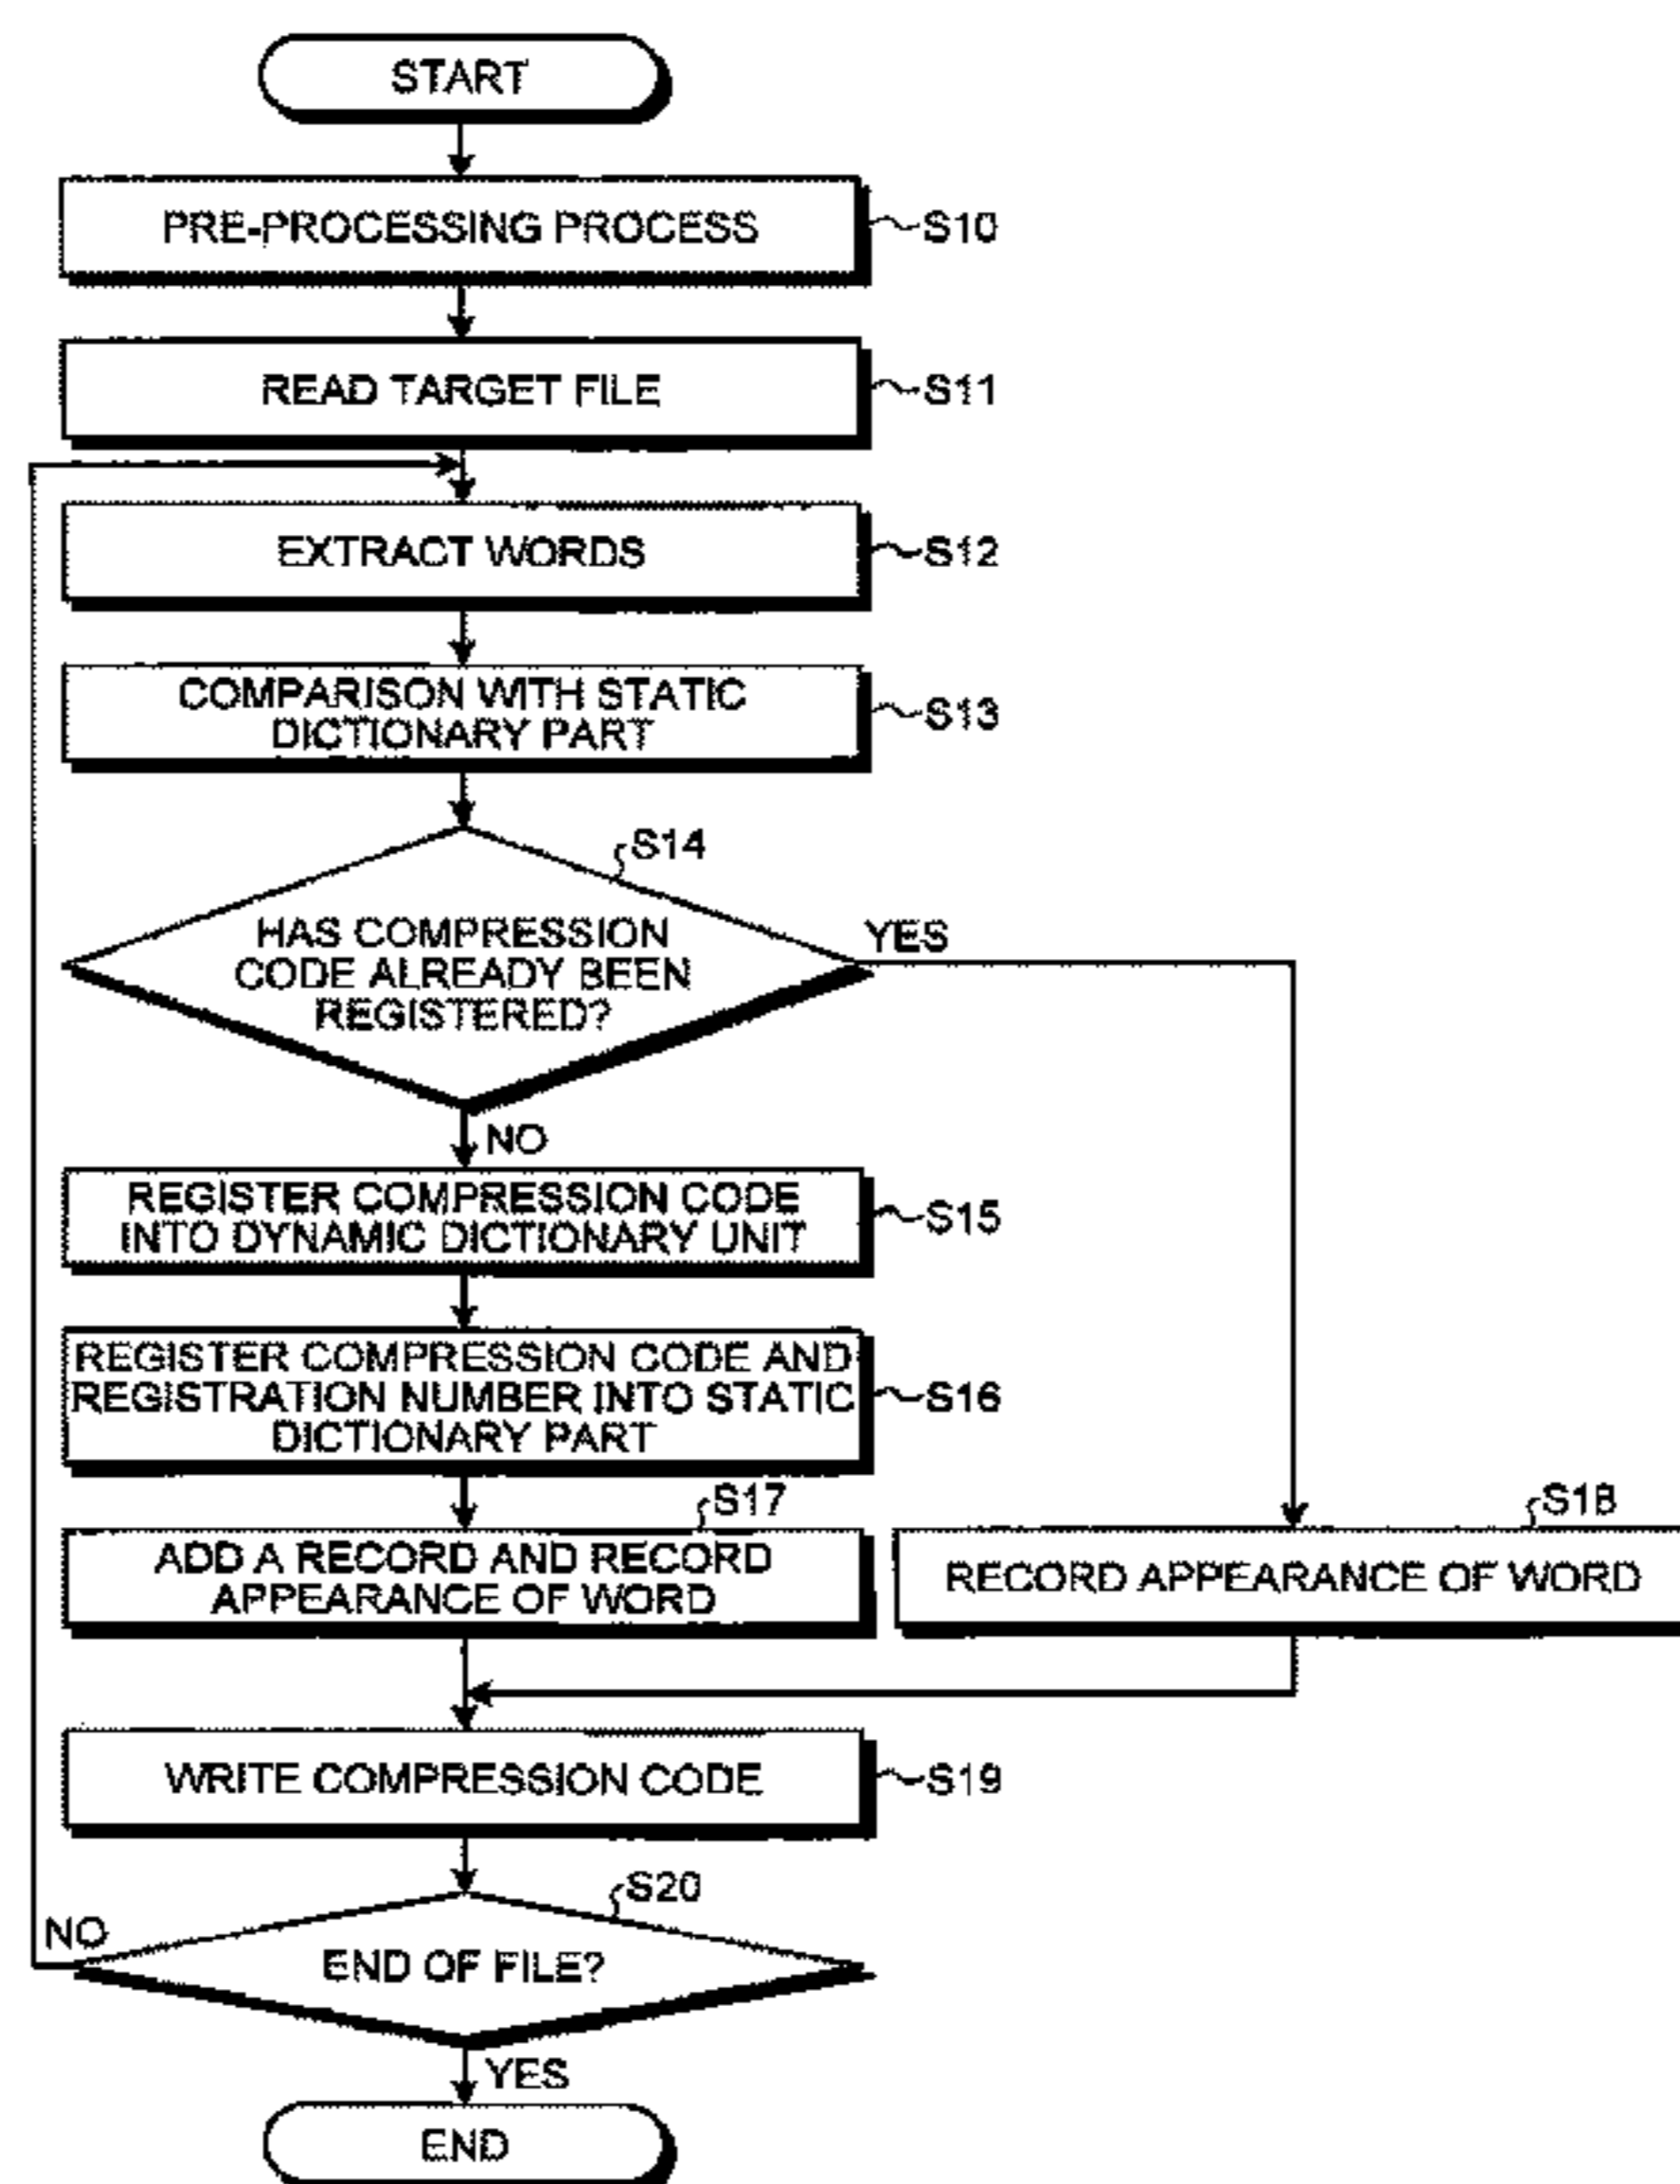 START
PRE-PROCESSING PROCESS
S10
READ TARGET FILE
S11
EXTRACT WORDS
S12
COMPARISON WITH STATIC
DICTIONARY PART
S13
S14
HAS COMPRESSION
CODE ALREADY BEEN
REGISTERED?
YES
NO
REGISTER COMPRESSION CODE
INTO DYNAMIC DICTIONARY UNIT
S15
REGISTER COMPRESSION CODE AND
REGISTRATION NUMBER INTO STATIC
DICTIONARY PART
S16
S17
ADD A RECORD AND RECORD
APPEARANCE OF WORD
S18
RECORD APPEARANCE OF WORD
WRITE COMPRESSION CODE
S19
S20
NO
END OF FILE?
YES
END